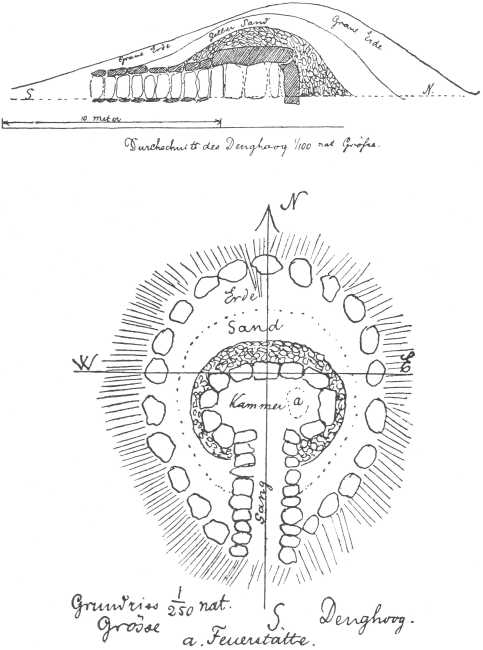 Graue Erde
Gelber Sand
Graue Erde
S.
N.
10 Meter
Durchschnitt des Denghoog 1/100 nat. Grösse.
N
Erde
Sand
W
O
Kammer a
Gang
Grundriss 1/250 nat.
Grösse
S.
Denghoog.
a. Feuerstätte.